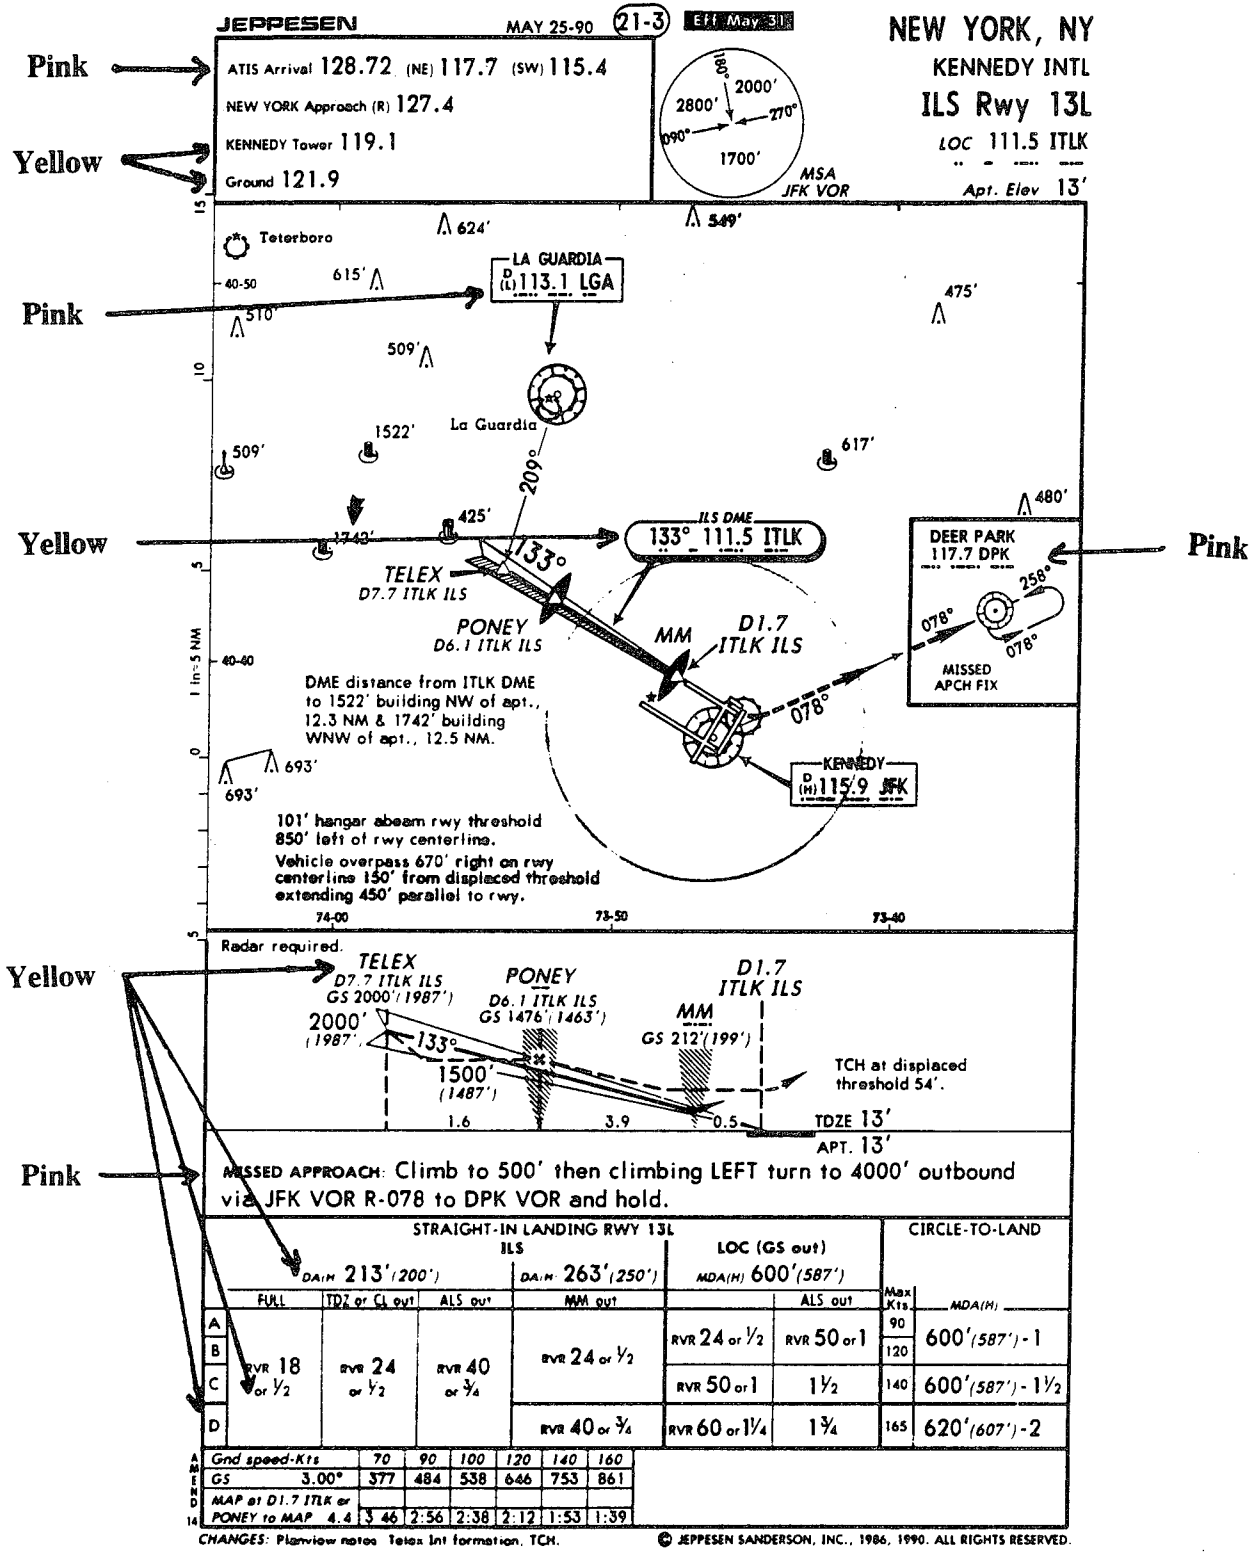 JEPPESEN MAY 25-90 21-3 Eff May 31
NEW YORK, NY
KENNEDY INTL
ILS Rwy 13L
LOC 111.5 ITLK
Apt. Elev 13'
Pink
ATIS Arrival 128.72 (NE) 117.7 (SW) 115.4
NEW YORK Approach (R) 127.4
Yellow
KENNEDY Tower 119.1
Ground 121.9
180°
2000'
2800'
270°
090°
1700'
MSA
JFK VOR
15
Teterboro
624'
549'
LA GUARDIA
D
(L) 113.1 LGA
615'
40-50
475'
Pink
510'
509'
10
La Guardia
1522'
509'
617'
209°
480'
425'
1742'
Yellow
ILS DME
133° 111.5 ITLK
133°
DEER PARK
117.7 DPK
Pink
5
TELEX
D7.7 ITLK ILS
258°
078°
078°
PONEY
D6.1 ITLK ILS
MM
D1.7
ITLK ILS
1 in = 5 NM
40-40
MISSED
APCH FIX
078°
DME distance from ITLK DME
to 1522' building NW of apt.,
12.3 NM & 1742' building
WNW of apt., 12.5 NM.
0
693'
693'
KENNEDY
D
(H) 115.9 JFK
101' hangar abeam rwy threshold
850' left of rwy centerline.
Vehicle overpass 670' right on rwy
centerline 150' from displaced threshold
extending 450' parallel to rwy.
74-00 73-50 73-40
5
Radar required.
Yellow
TELEX
D7.7 ITLK ILS
GS 2000'(1987')
PONEY
D6.1 ITLK ILS
GS 1476'(1463')
D1.7
ITLK ILS
MM
GS 212'(199')
2000'
(1987')
133°
1500'
(1487')
TCH at displaced
threshold 54'.
1.6 3.9 0.5
TDZE 13'
APT. 13'
Pink
MISSED APPROACH: Climb to 500' then climbing LEFT turn to 4000' outbound
via JFK VOR R-078 to DPK VOR and hold.
STRAIGHT-IN LANDING RWY 13L CIRCLE-TO-LAND
ILS LOC (GS out)
DA(H) 213'(200') DA(H) 263'(250') MDA(H) 600'(587')
FULL TDZ or CL out ALS out MM out ALS out Max Kts. MDA(H)
A
B
C
D
RVR 18
or ½
RVR 24
or ½
RVR 40
or ¾
RVR 24 or ½
RVR 40 or ¾
RVR 24 or ½ RVR 50 or 1
RVR 50 or 1 1½
RVR 60 or 1¼ 1¾
90
120
600'(587')-1
140 600'(587')-1½
165 620'(607')-2
AMEND 14
Gnd speed-Kts 70 90 100 120 140 160
GS 3.00° 377 484 538 646 753 861
MAP at D1.7 ITLK or
PONEY to MAP 4.4 3 46 2:56 2:38 2:12 1:53 1:39
CHANGES: Planview notes Telex Int formation, TCH. © JEPPESEN SANDERSON, INC., 1986, 1990. ALL RIGHTS RESERVED.